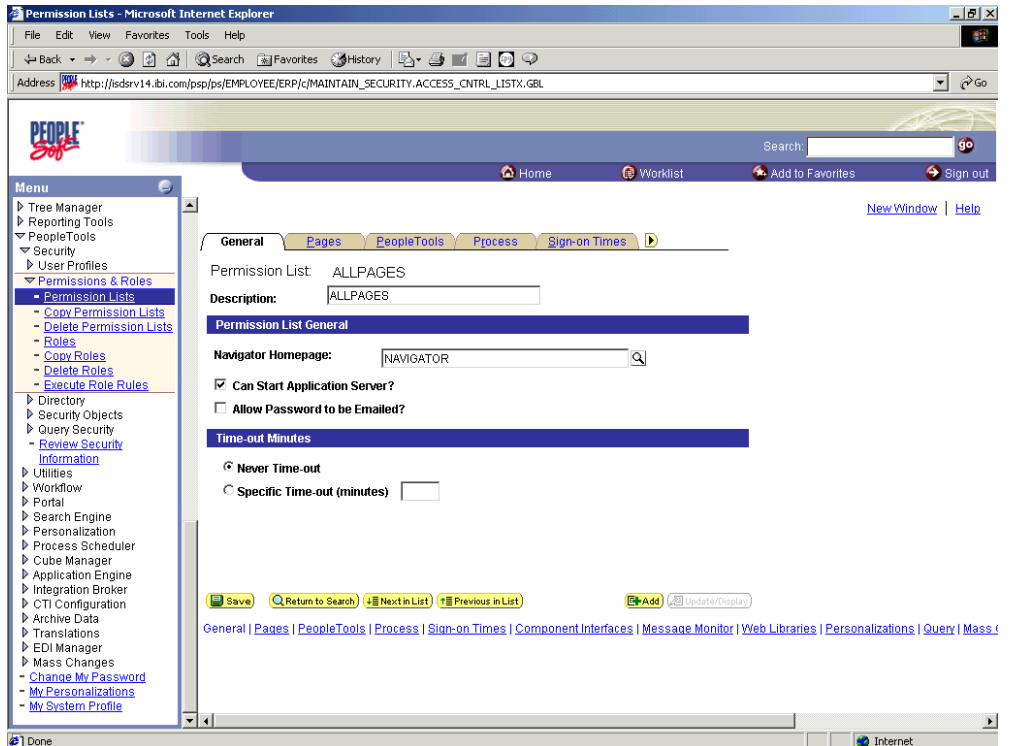 Permission Lists - Microsoft Internet Explorer
File Edit View Favorites Tools Help
Back Search Favorites History
Address http://isdsrv14.ibi.com/psp/ps/EMPLOYEE/ERP/c/MAINTAIN_SECURITY.ACCESS_CNTRL_LISTX.GBL Go
PEOPLE
Soft
Search: go
Home Worklist Add to Favorites Sign out
Menu
Tree Manager
Reporting Tools
PeopleTools
Security
User Profiles
Permissions & Roles
Permission Lists
Copy Permission Lists
Delete Permission Lists
Roles
Copy Roles
Delete Roles
Execute Role Rules
Directory
Security Objects
Query Security
Review Security
Information
Utilities
Workflow
Portal
Search Engine
Personalization
Process Scheduler
Cube Manager
Application Engine
Integration Broker
CTI Configuration
Archive Data
Translations
EDI Manager
Mass Changes
Change My Password
My Personalizations
My System Profile
New Window | Help
General Pages PeopleTools Process Sign-on Times
Permission List: ALLPAGES
Description: ALLPAGES
Permission List General
Navigator Homepage: NAVIGATOR
Can Start Application Server?
Allow Password to be Emailed?
Time-out Minutes
Never Time-out
Specific Time-out (minutes)
Save Return to Search Next in List Previous in List Add Update/Display
General | Pages | PeopleTools | Process | Sign-on Times | Component Interfaces | Message Monitor | Web Libraries | Personalizations | Query | Mass
Done Internet